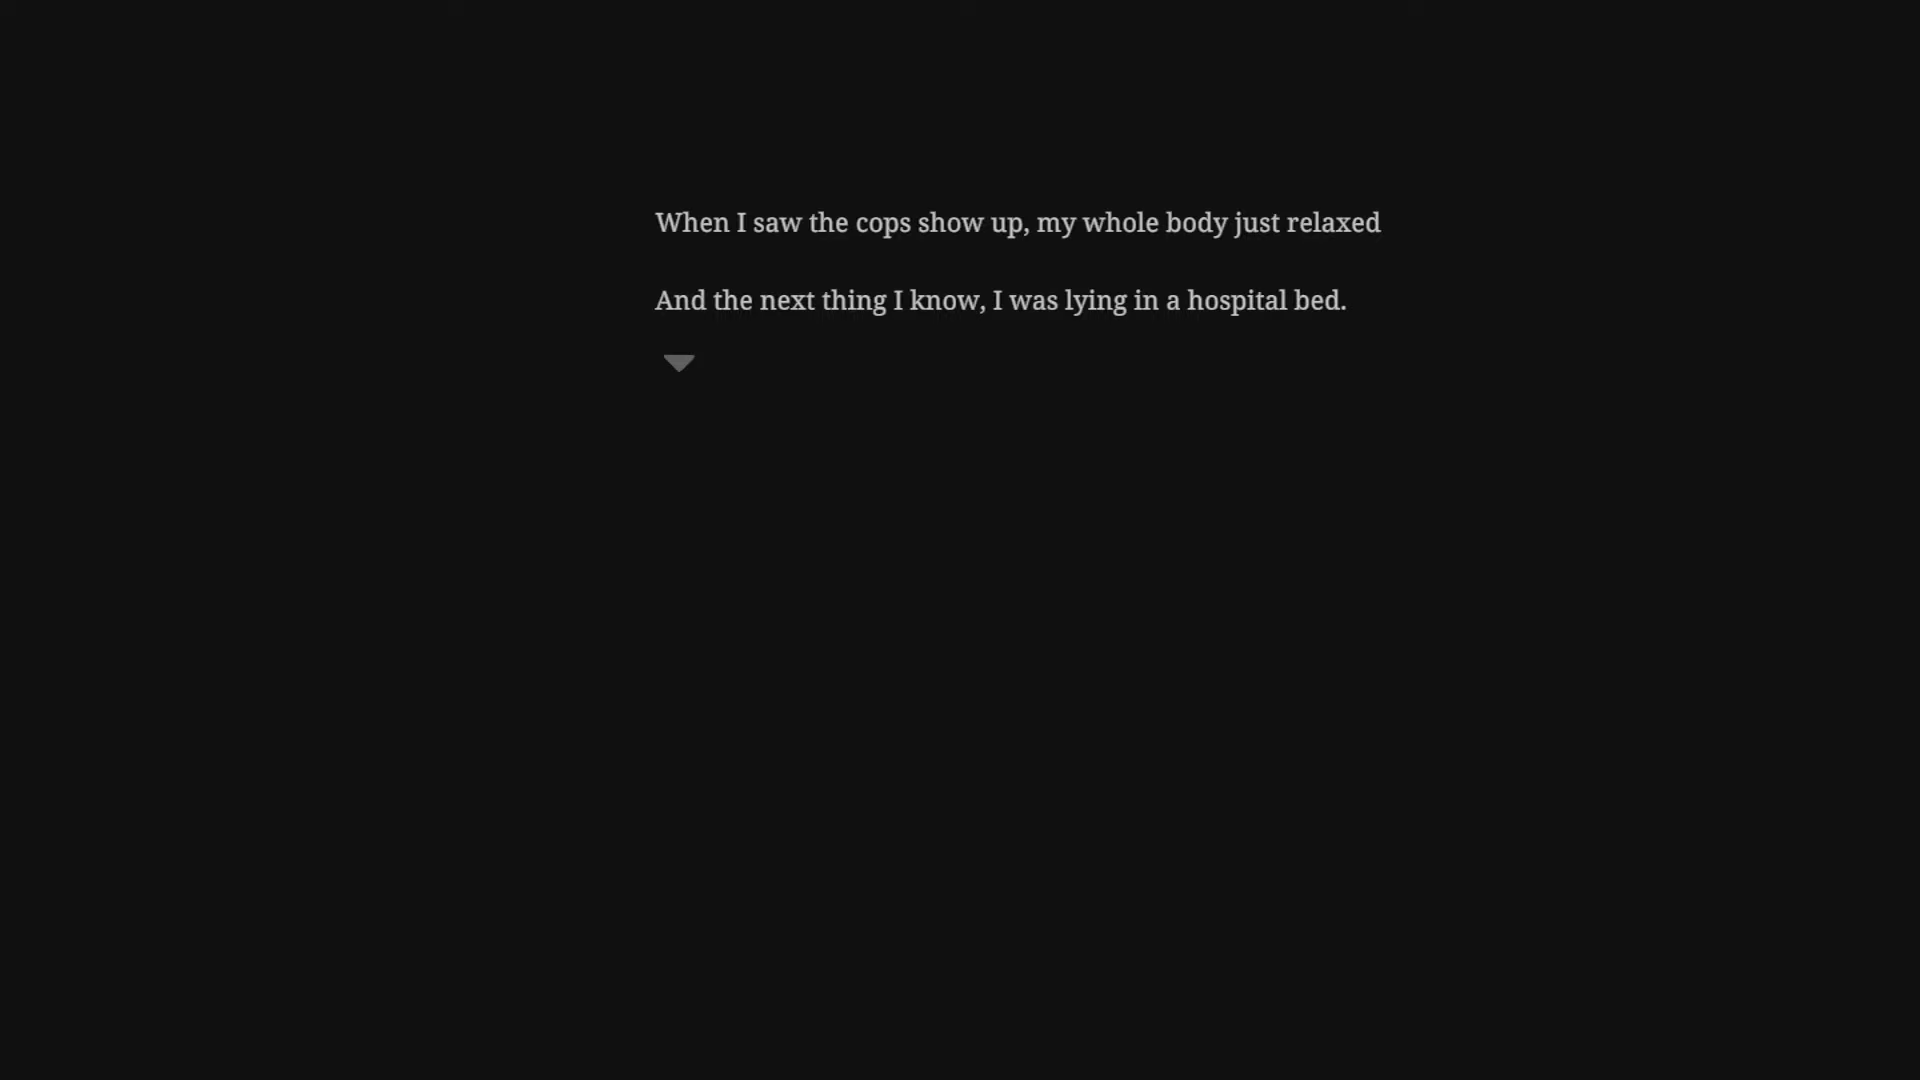 When I saw the cops show up, my whole body just relaxed
And the next thing I know, I was lying in a hospital bed.